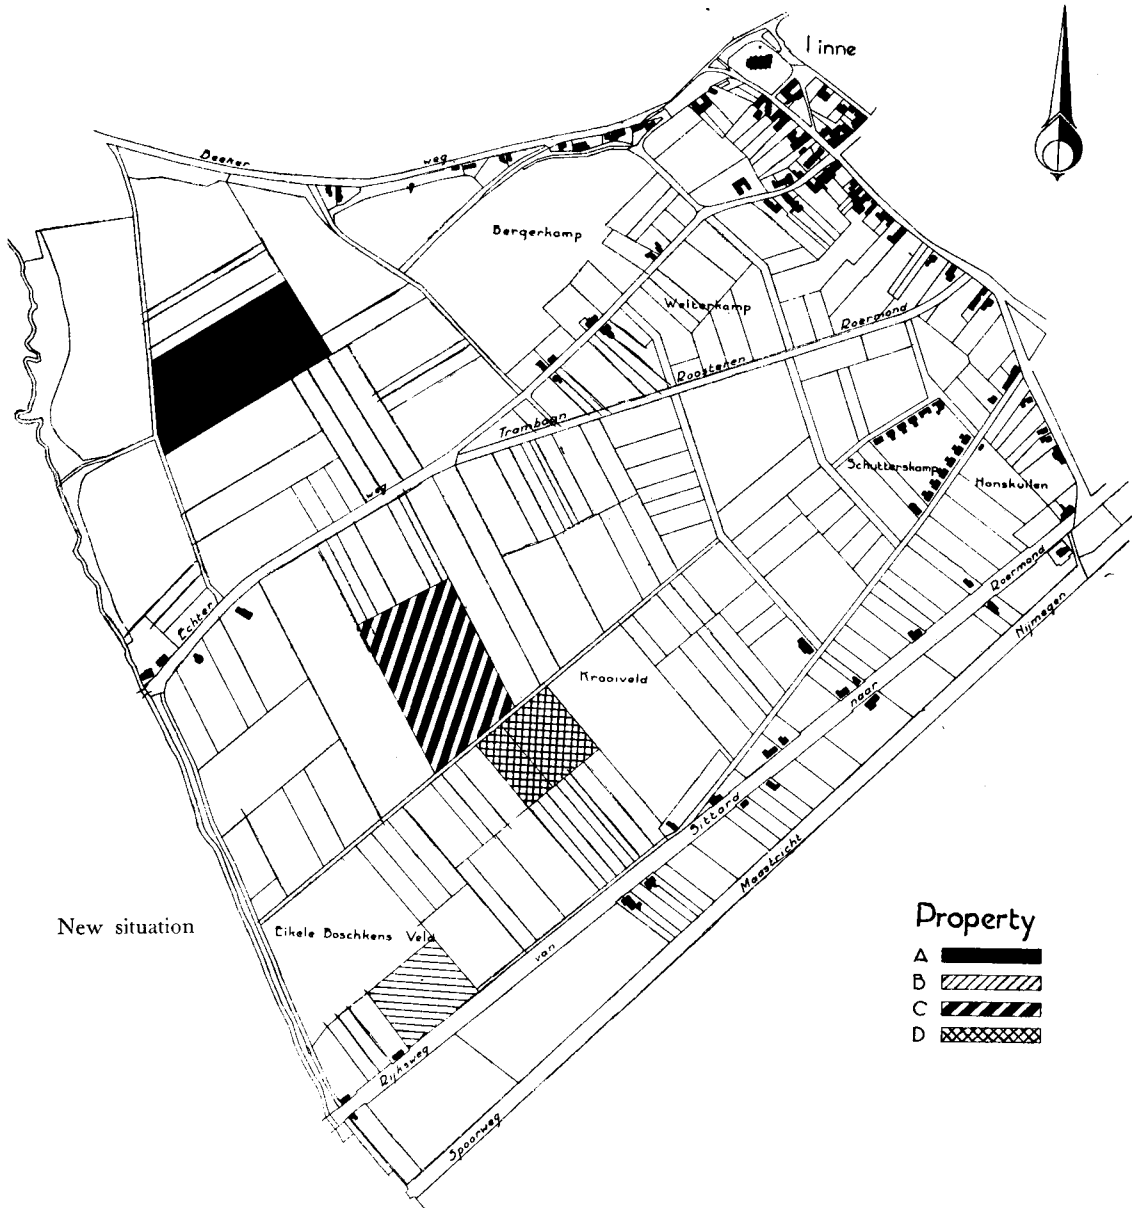 Linne
Beeker weg
Bergerkamp
Welterkamp
Trambaan Roosteren Roermond
Schutterskamp
Hanskuilen
Echter weg
Kraaiveld
Rijksweg van Sittard naar Roermond
Spoorweg Maastricht Nijmegen
Eikele Boschkens Veld
New situation
Property
A
B
C
D